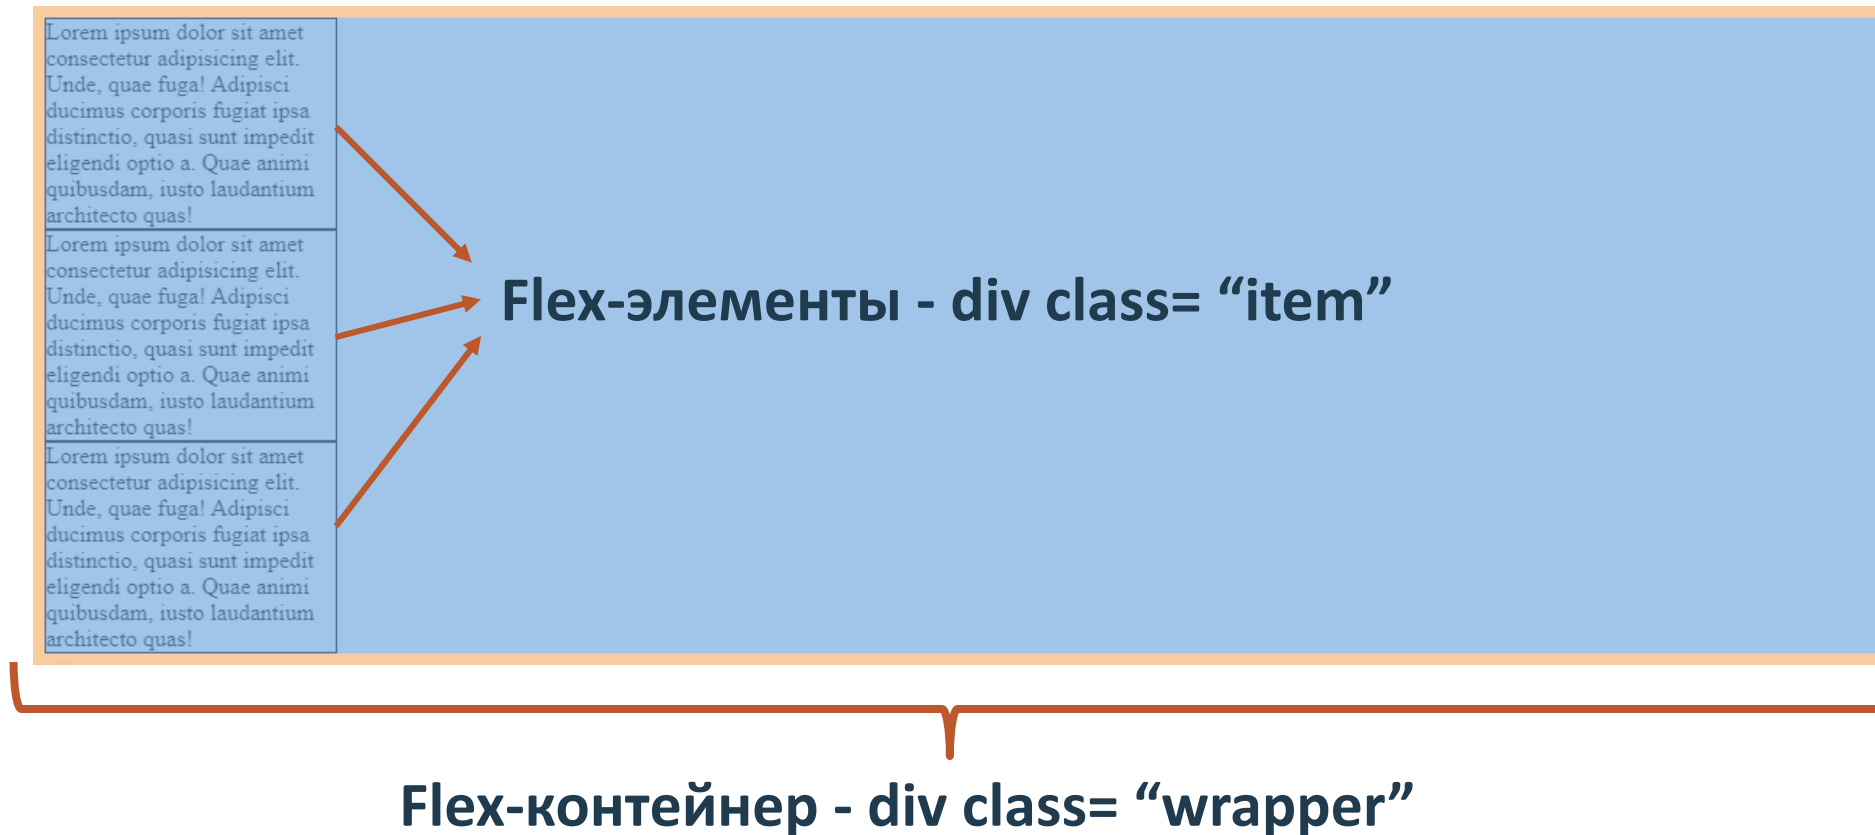 Lorem ipsum dolor sit amet
consectetur adipisicing elit.
Unde, quae fuga! Adipisci
ducimus corporis fugiat ipsa
distinctio, quasi sunt impedit
eligendi optio a. Quae animi
quibusdam, iusto laudantium
architecto quas!
Lorem ipsum dolor sit amet
consectetur adipisicing elit.
Unde, quae fuga! Adipisci
ducimus corporis fugiat ipsa
distinctio, quasi sunt impedit
eligendi optio a. Quae animi
quibusdam, iusto laudantium
architecto quas!
Lorem ipsum dolor sit amet
consectetur adipisicing elit.
Unde, quae fuga! Adipisci
ducimus corporis fugiat ipsa
distinctio, quasi sunt impedit
eligendi optio a. Quae animi
quibusdam, iusto laudantium
architecto quas!
Flex-элементы - div class= “item”
Flex-контейнер - div class= “wrapper”